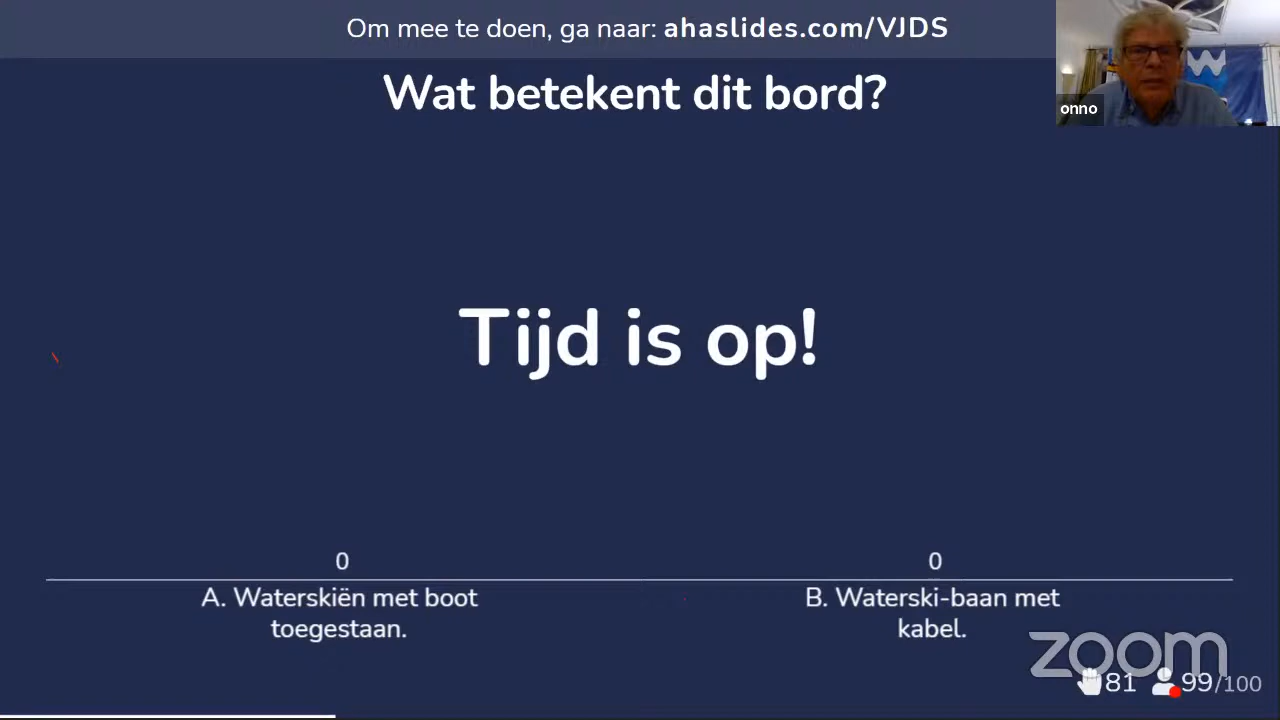 Om mee te doen, ga naar: ahaslides.com/VJDS
Wat betekent dit bord?
onno
Tijd is op!
0
0
A. Waterskiën met boot
toegestaan.
B. Waterski-baan met
kabel.
zoom
81
99/100